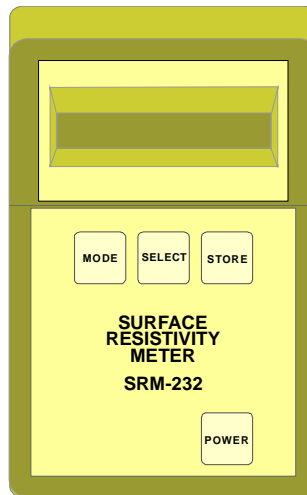 MODE SELECT STORE
SURFACE
RESISTIVITY
METER
SRM-232
POWER